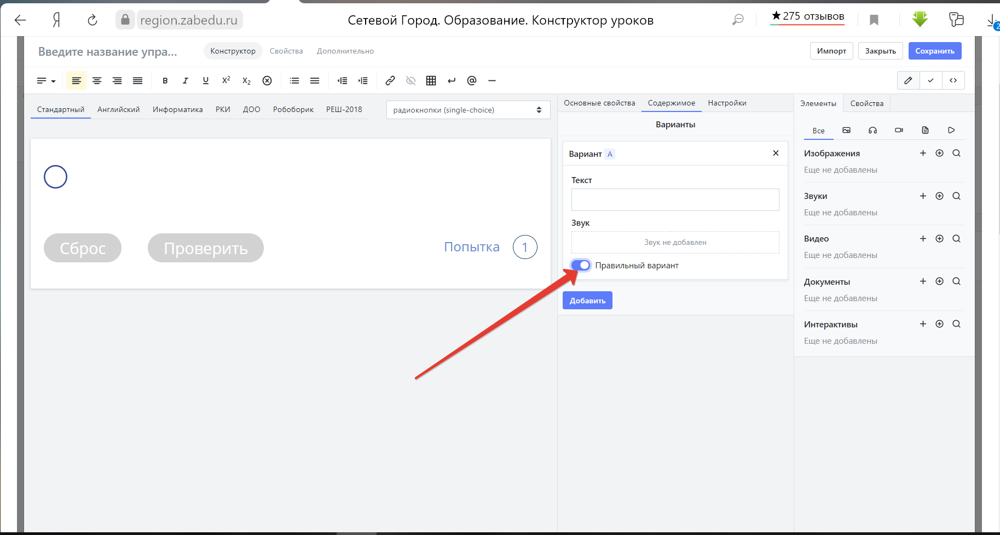 region.zabedu.ru
Сетевой Город. Образование. Конструктор уроков
★275 отзывов
2
Введите название упра...
Конструктор
Свойства
Дополнительно
Импорт
Закрыть
Сохранить
B I U X² X₂
Стандартный
Английский
Информатика
РКИ
ДОО
Робоборик
РЕШ-2018
радиокнопки (single-choice)
Сброс
Проверить
Попытка
1
Основные свойства
Содержимое
Настройки
Варианты
Вариант A
Текст
Звук
Звук не добавлен
Правильный вариант
Добавить
Элементы
Свойства
Все
Изображения
Еще не добавлены
Звуки
Еще не добавлены
Видео
Еще не добавлены
Документы
Еще не добавлены
Интерактивы
Еще не добавлены